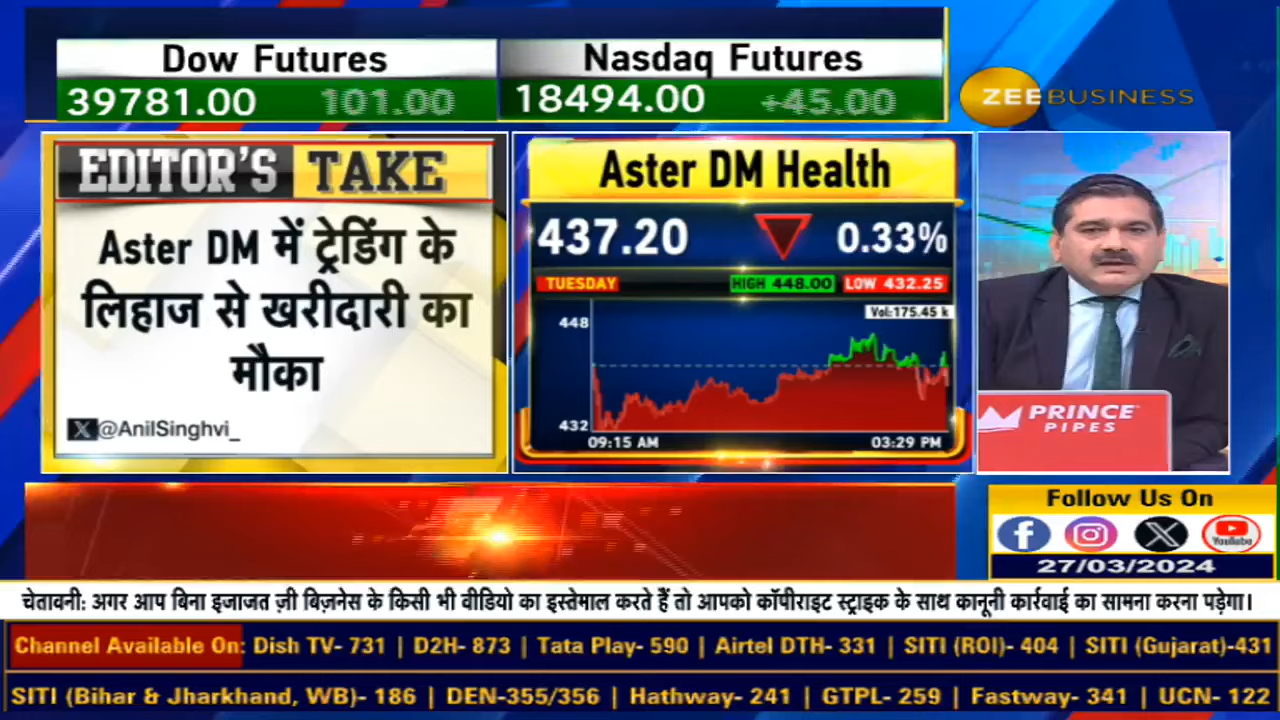 Dow Futures
39781.00 101.00
Nasdaq Futures
18494.00 +45.00
ZEEBUSINESS
EDITOR'S TAKE
Aster DM में ट्रेडिंग के
लिहाज से खरीदारी का
मौका
X@AnilSinghvi_
Aster DM Health
437.20 0.33%
TUESDAY HIGH 448.00 LOW 432.25
Vol:175.45 k
448
432
09:15 AM 03:29 PM
PRINCE
PIPES
Follow Us On
YouTube
27/03/2024
चेतावनी: अगर आप बिना इजाजत ज़ी बिज़नेस के किसी भी वीडियो का इस्तेमाल करते हैं तो आपको कॉपीराइट स्ट्राइक के साथ कानूनी कार्रवाई का सामना करना पड़ेगा।
Channel Available On: Dish TV- 731 | D2H- 873 | Tata Play- 590 | Airtel DTH- 331 | SITI (ROI)- 404 | SITI (Gujarat)-431
SITI (Bihar & Jharkhand, WB)- 186 | DEN-355/356 | Hathway- 241 | GTPL- 259 | Fastway- 341 | UCN- 122